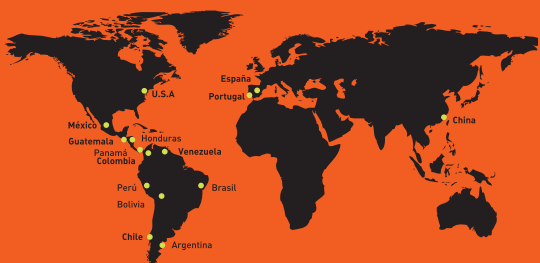 España
U.S.A
Portugal
China
México
Guatemala
Honduras
Panamá
Venezuela
Colombia
Perú
Brasil
Bolivia
Chile
Argentina